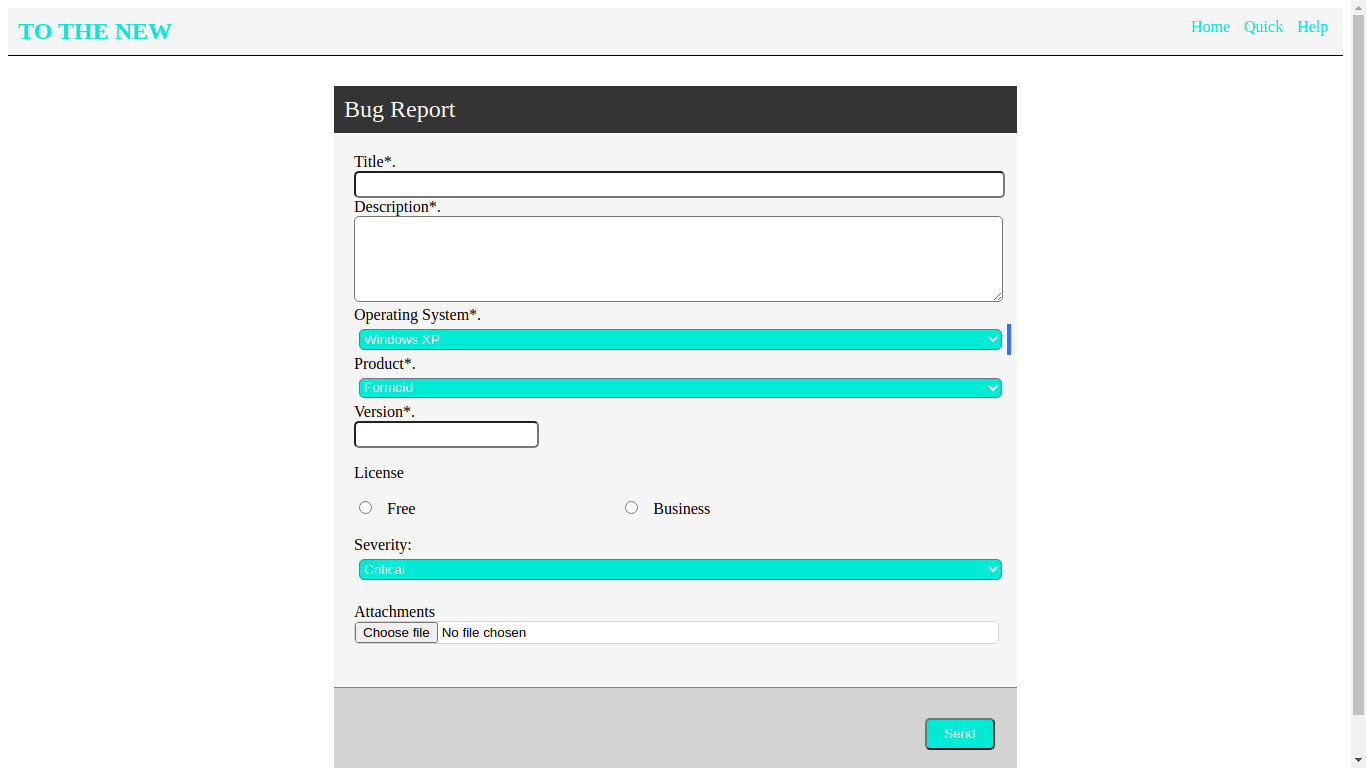 TO THE NEW
Home Quick Help
Bug Report
Title*.
Description*.
Operating System*.
Windows XP
Product*.
Formoid
Version*.
License
Free Business
Severity:
Critical
Attachments
Choose file No file chosen
Send